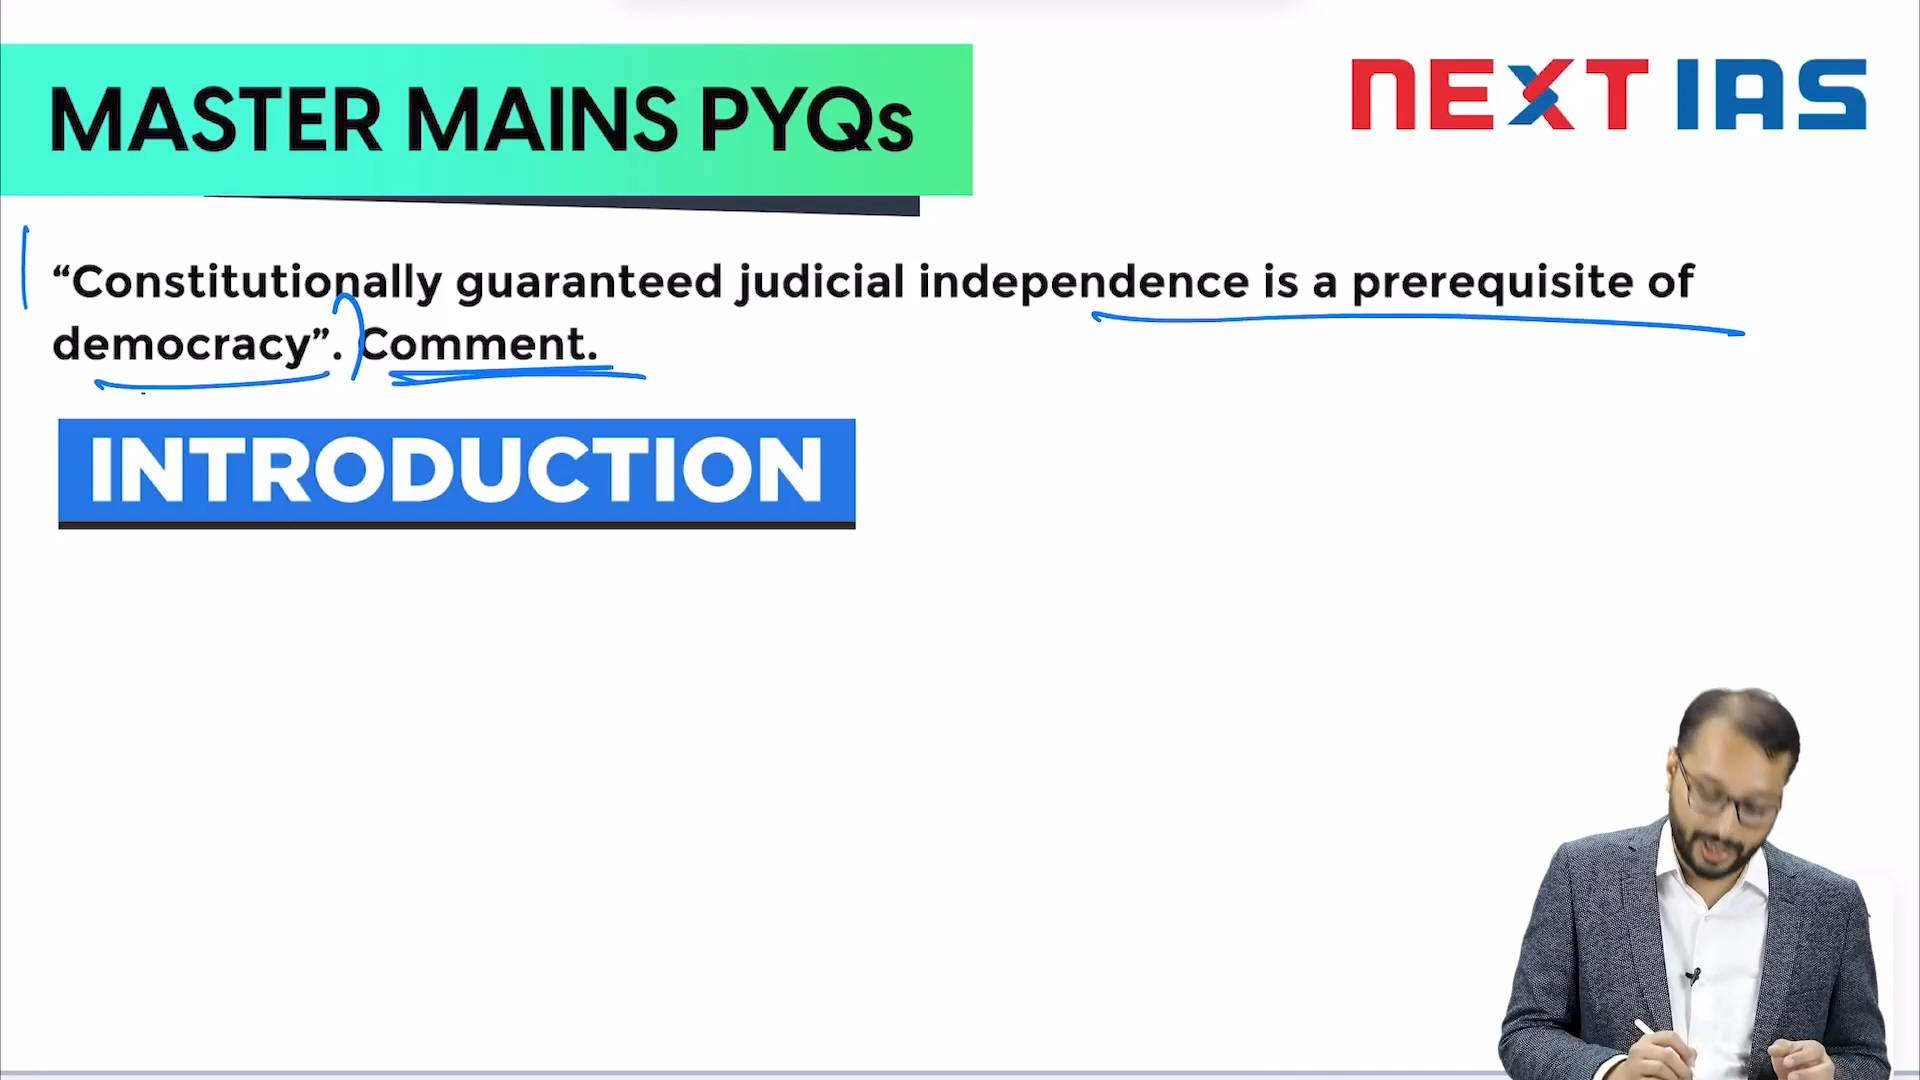 MASTER MAINS PYQs
NEXT IAS
“Constitutionally guaranteed judicial independence is a prerequisite of
democracy”. Comment.
INTRODUCTION